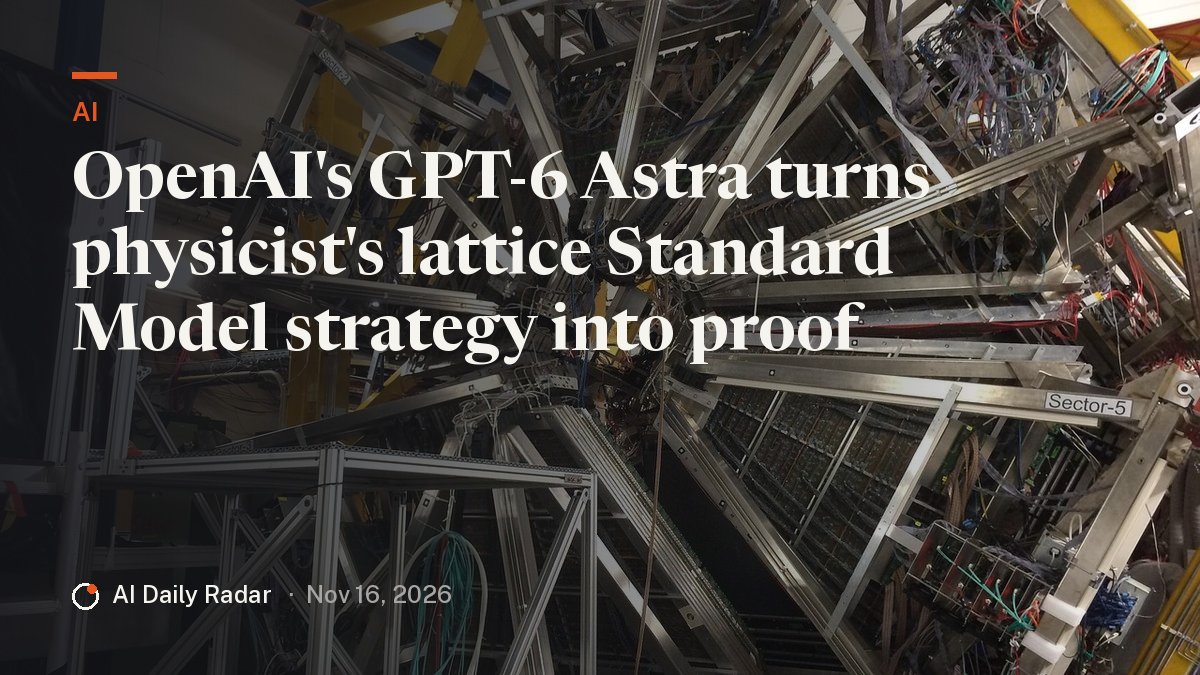 AI
OpenAI's GPT-6 Astra turns
physicist's lattice Standard
Model strategy into proof
Sector-5
AI Daily Radar · Nov 16, 2026